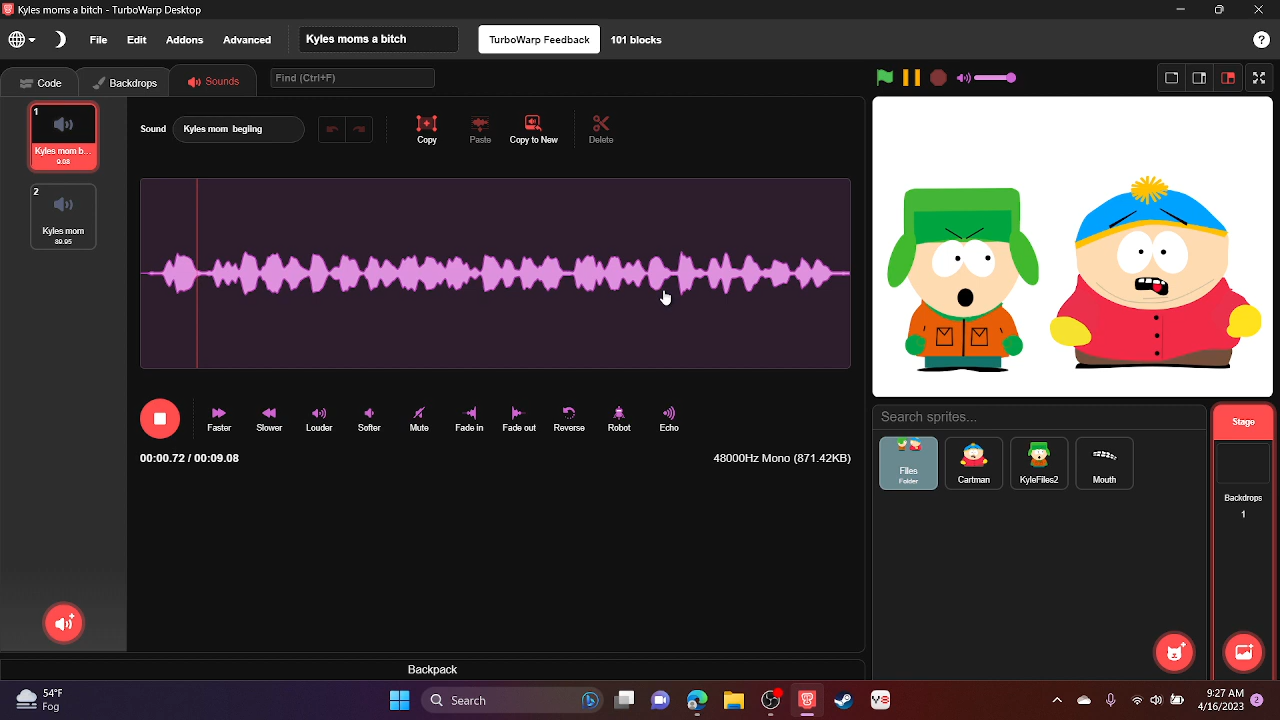 Kyles moms a bitch - TurboWarp Desktop
File Edit Addons Advanced Kyles moms a bitch TurboWarp Feedback 101 blocks ?
Code Backdrops Sounds Find (Ctrl+F)
1
Kyles mom b...
9.08
2
Kyles mom
Sound Kyles mom begiing
Copy Paste Copy to New Delete
Faster Slower Louder Softer Mute Fade in Fade out Reverse Robot Echo
00:00.72 / 00:09.08 48000Hz Mono (871.42KB)
Backpack
Search sprites...
Files
Folder
Cartman
KyleFiles2
Mouth
Stage
Backdrops
1
54°F
Fog
Search
9:27 AM
4/16/2023
2